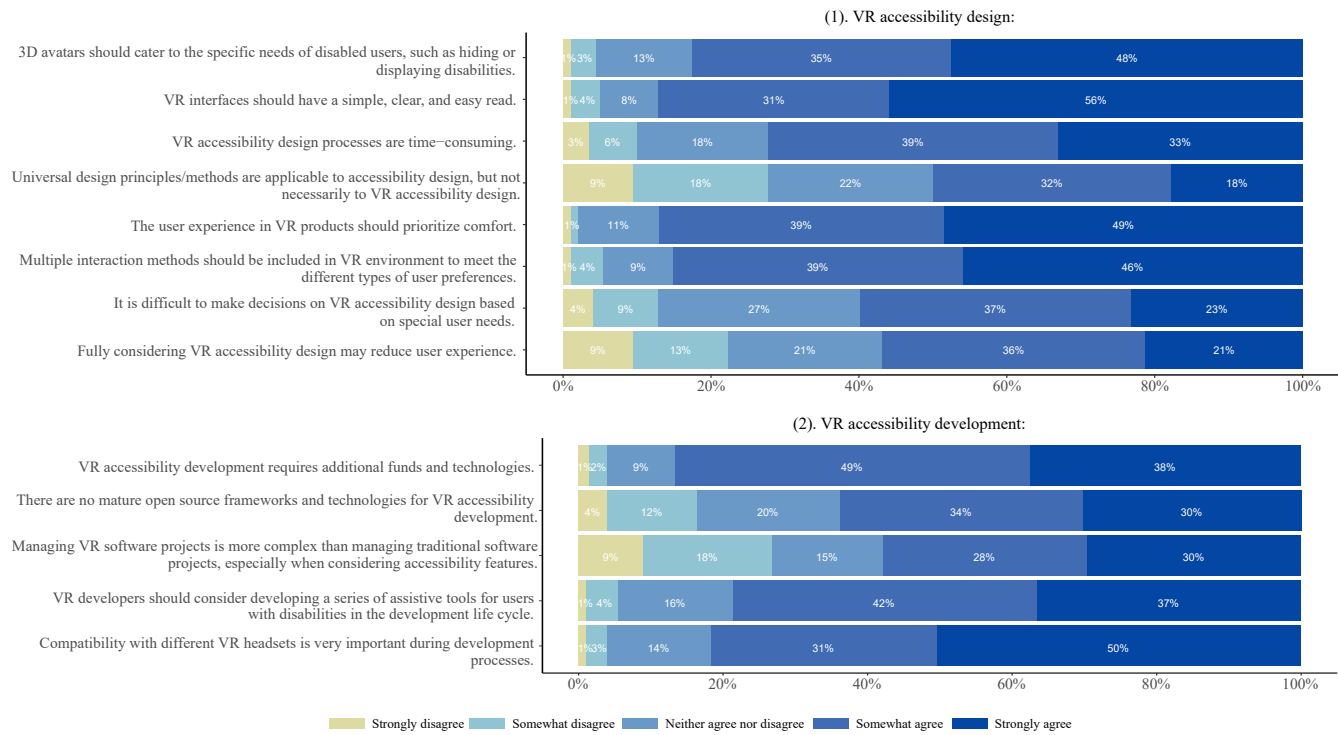 (1). VR accessibility design:
3D avatars should cater to the specific needs of disabled users, such as hiding or
displaying disabilities.
1% 3% 13% 35% 48%
VR interfaces should have a simple, clear, and easy read.
1% 4% 8% 31% 56%
VR accessibility design processes are time−consuming.
3% 6% 18% 39% 33%
Universal design principles/methods are applicable to accessibility design, but not
necessarily to VR accessibility design.
9% 18% 22% 32% 18%
The user experience in VR products should prioritize comfort.
1% 11% 39% 49%
Multiple interaction methods should be included in VR environment to meet the
different types of user preferences.
1% 4% 9% 39% 46%
It is difficult to make decisions on VR accessibility design based
on special user needs.
4% 9% 27% 37% 23%
Fully considering VR accessibility design may reduce user experience.
9% 13% 21% 36% 21%
0% 20% 40% 60% 80% 100%
(2). VR accessibility development:
VR accessibility development requires additional funds and technologies.
1% 2% 9% 49% 38%
There are no mature open source frameworks and technologies for VR accessibility
development.
4% 12% 20% 34% 30%
Managing VR software projects is more complex than managing traditional software
projects, especially when considering accessibility features.
9% 18% 15% 28% 30%
VR developers should consider developing a series of assistive tools for users
with disabilities in the development life cycle.
1% 4% 16% 42% 37%
Compatibility with different VR headsets is very important during development
processes.
1% 3% 14% 31% 50%
0% 20% 40% 60% 80% 100%
Strongly disagree Somewhat disagree Neither agree nor disagree Somewhat agree Strongly agree